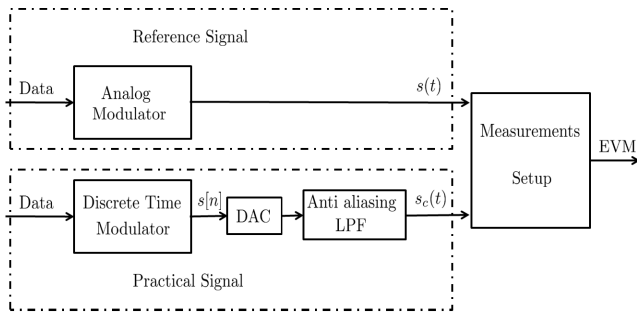 Reference Signal
Data
Analog
Modulator
s(t)
Measurements
Setup
EVM
Data
Discrete Time
Modulator
s[n]
DAC
Anti aliasing
LPF
s_c(t)
Practical Signal